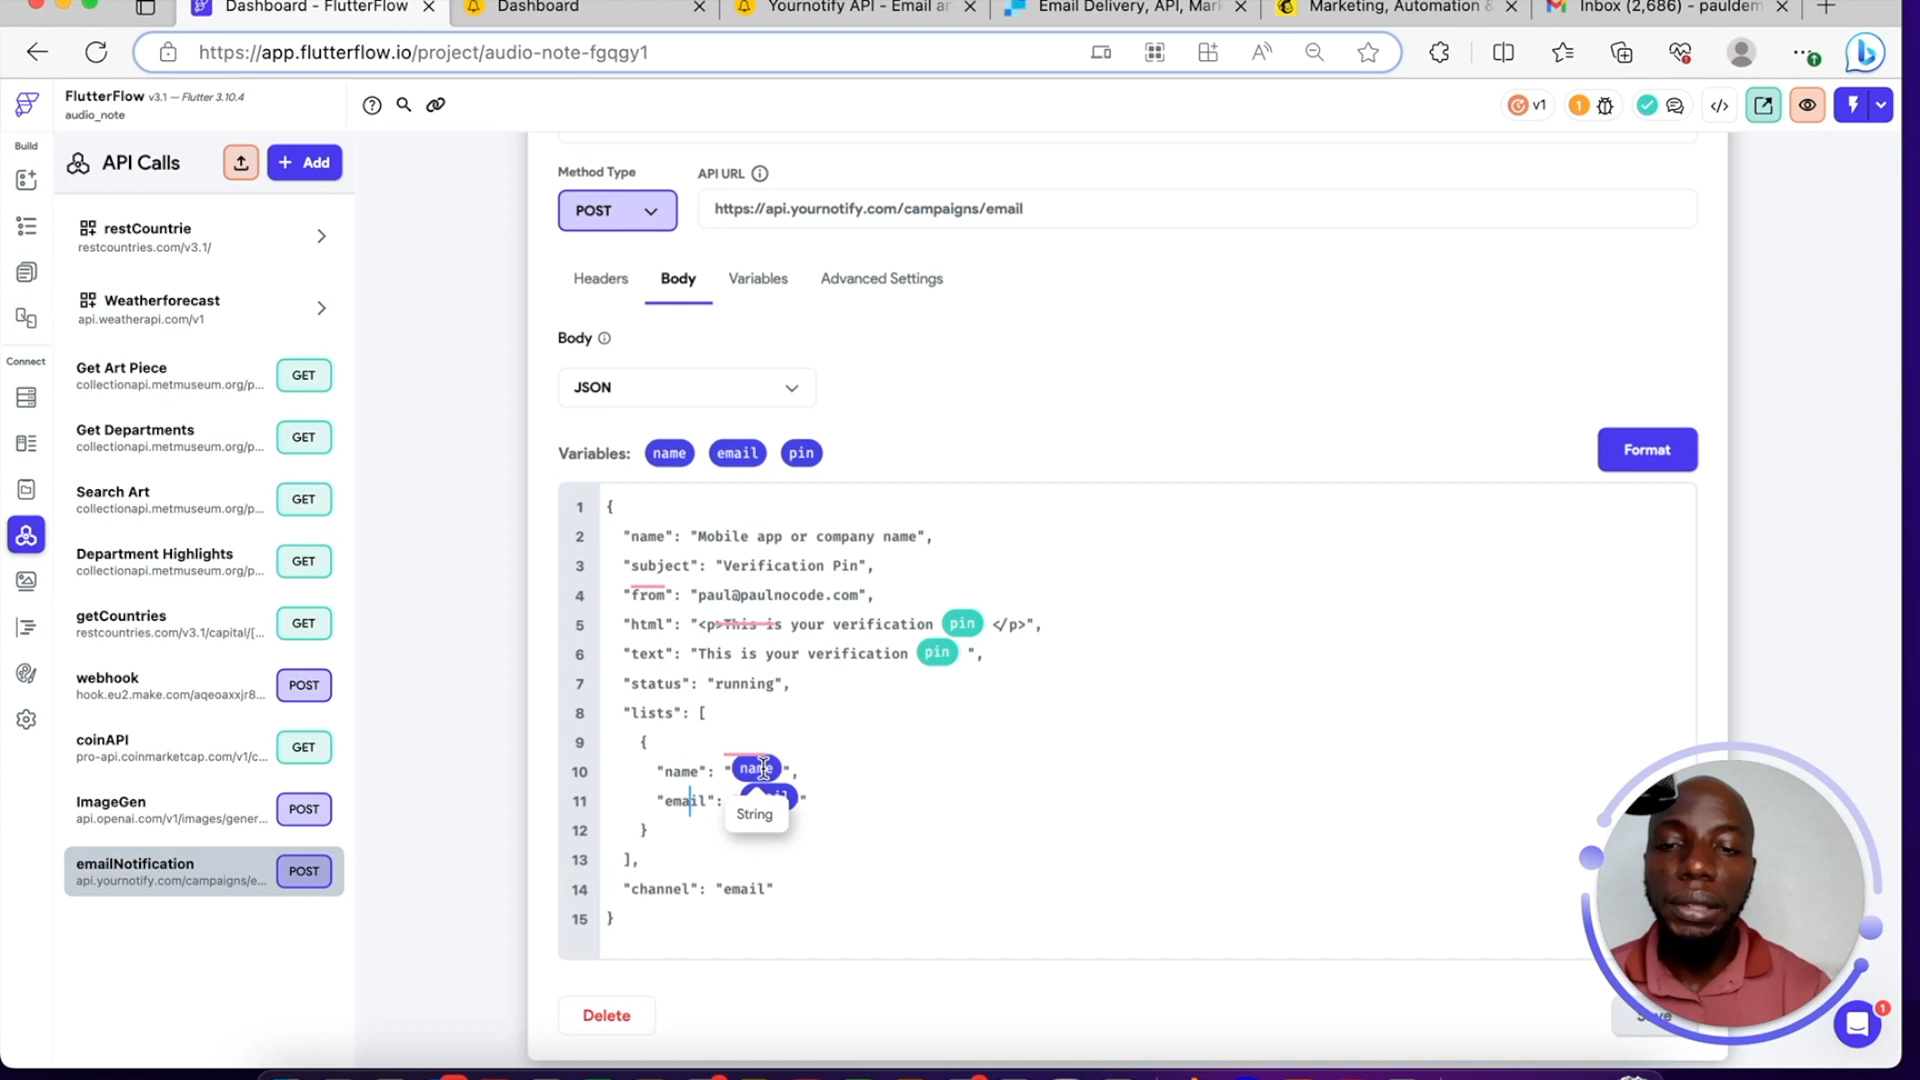 Dashboard - FlutterFlow
Dashboard
Yournotify API - Email an
Email Delivery, API, Mark
Marketing, Automation &
Inbox (2,686) - pauldem
https://app.flutterflow.io/project/audio-note-fgqgy1
FlutterFlow v3.1 — Flutter 3.10.4
audio_note
v1
1
Build
API Calls
+ Add
restCountrie
restcountries.com/v3.1/
Weatherforecast
api.weatherapi.com/v1
Connect
Get Art Piece
collectionapi.metmuseum.org/p...
GET
Get Departments
collectionapi.metmuseum.org/p...
GET
Search Art
collectionapi.metmuseum.org/p...
GET
Department Highlights
collectionapi.metmuseum.org/p...
GET
getCountries
restcountries.com/v3.1/capital/[...
GET
webhook
hook.eu2.make.com/aqeoaxxjr8...
POST
coinAPI
pro-api.coinmarketcap.com/v1/c...
GET
ImageGen
api.openai.com/v1/images/gener...
POST
emailNotification
api.yournotify.com/campaigns/e...
POST
Method Type
API URL
POST
https://api.yournotify.com/campaigns/email
Headers
Body
Variables
Advanced Settings
Body
JSON
Variables: name email pin
Format
1 {
2 "name": "Mobile app or company name",
3 "subject": "Verification Pin",
4 "from": "paul@paulnocode.com",
5 "html": "<p>This is your verification pin </p>",
6 "text": "This is your verification pin ",
7 "status": "running",
8 "lists": [
9 {
10 "name": "name",
11 "email": "
String
12 }
13 ],
14 "channel": "email"
15 }
Delete
Save
1